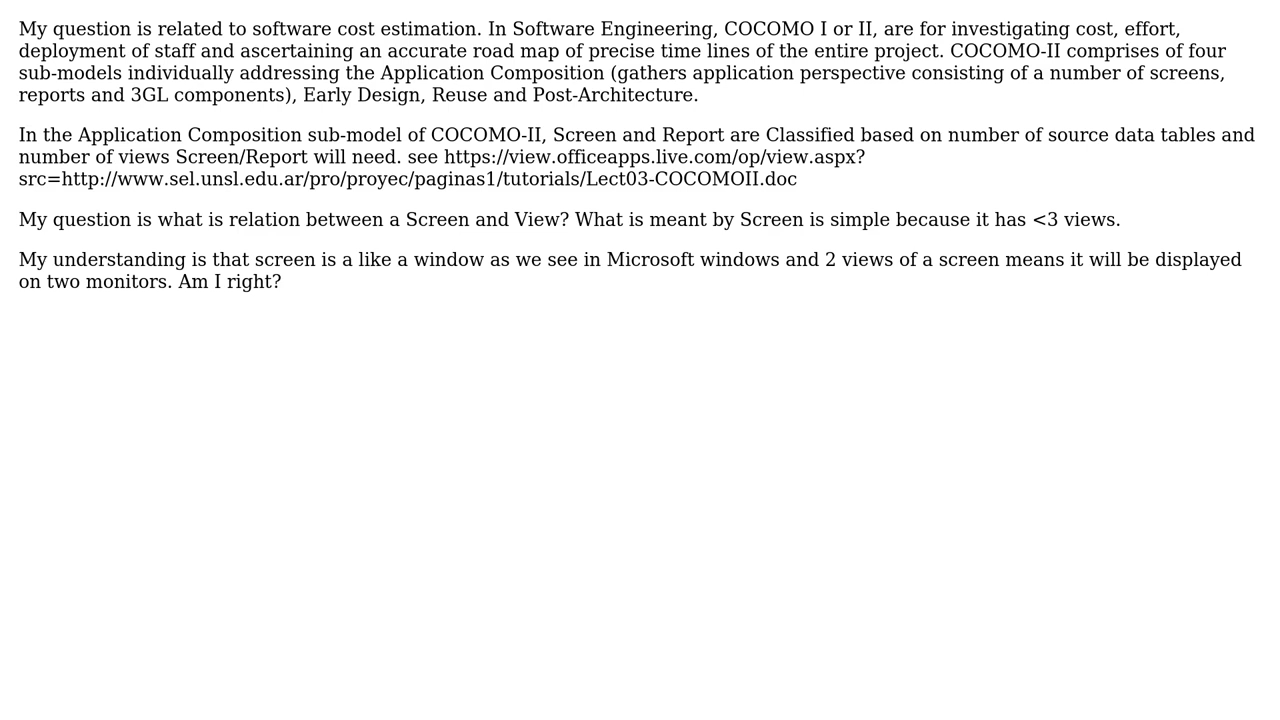 My question is related to software cost estimation. In Software Engineering, COCOMO I or II, are for investigating cost, effort,
deployment of staff and ascertaining an accurate road map of precise time lines of the entire project. COCOMO-II comprises of four
sub-models individually addressing the Application Composition (gathers application perspective consisting of a number of screens,
reports and 3GL components), Early Design, Reuse and Post-Architecture.
In the Application Composition sub-model of COCOMO-II, Screen and Report are Classified based on number of source data tables and
number of views Screen/Report will need. see https://view.officeapps.live.com/op/view.aspx?
src=http://www.sel.unsl.edu.ar/pro/proyec/paginas1/tutorials/Lect03-COCOMOII.doc
My question is what is relation between a Screen and View? What is meant by Screen is simple because it has <3 views.
My understanding is that screen is a like a window as we see in Microsoft windows and 2 views of a screen means it will be displayed
on two monitors. Am I right?